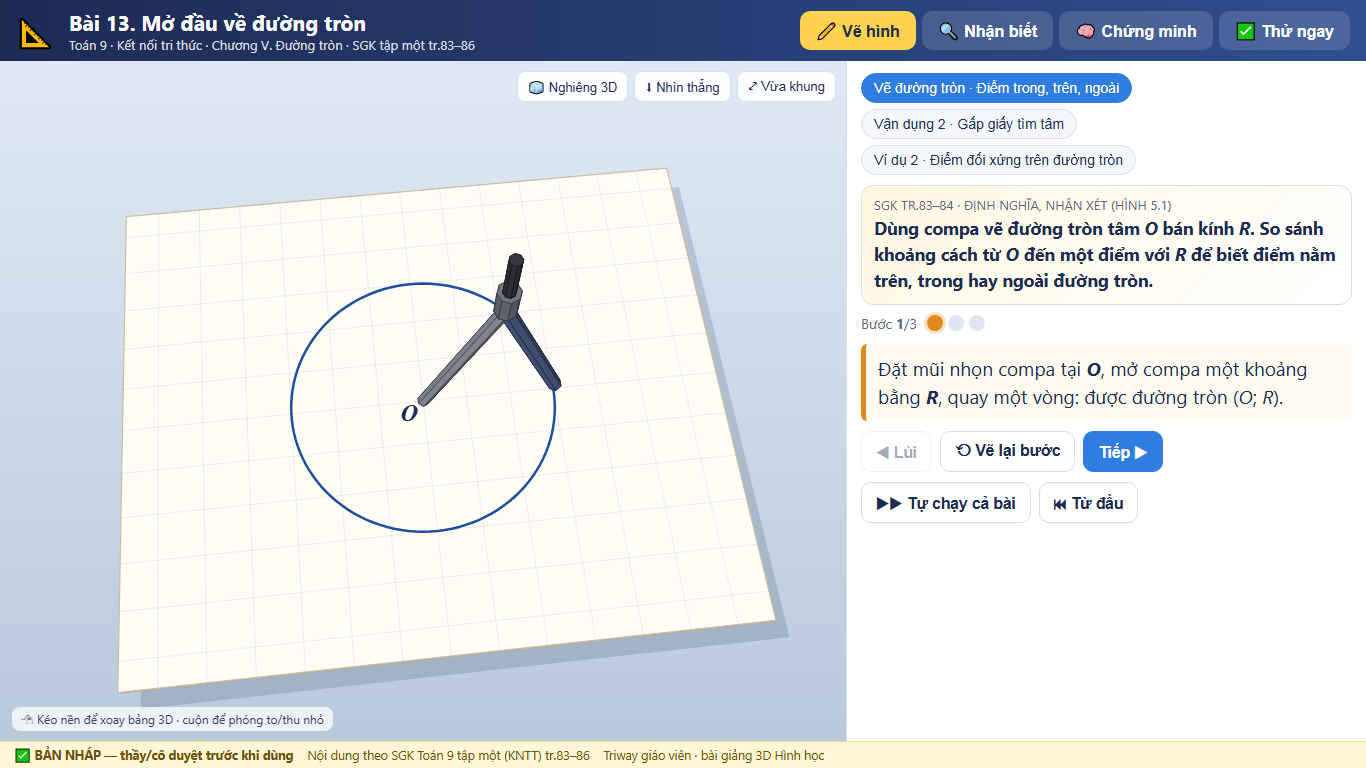 Bài 13. Mở đầu về đường tròn
Toán 9 · Kết nối tri thức · Chương V. Đường tròn · SGK tập một tr.83–86
Vẽ hình
Nhận biết
Chứng minh
Thử ngay
Nghiêng 3D
Nhìn thẳng
Vừa khung
O
Kéo nền để xoay bảng 3D · cuộn để phóng to/thu nhỏ
Vẽ đường tròn · Điểm trong, trên, ngoài
Vận dụng 2 · Gấp giấy tìm tâm
Ví dụ 2 · Điểm đối xứng trên đường tròn
SGK TR.83–84 · ĐỊNH NGHĨA, NHẬN XÉT (HÌNH 5.1)
Dùng compa vẽ đường tròn tâm O bán kính R. So sánh
khoảng cách từ O đến một điểm với R để biết điểm nằm
trên, trong hay ngoài đường tròn.
Bước 1/3
Đặt mũi nhọn compa tại O, mở compa một khoảng
bằng R, quay một vòng: được đường tròn (O; R).
Lùi
Vẽ lại bước
Tiếp
Tự chạy cả bài
Từ đầu
BẢN NHÁP — thầy/cô duyệt trước khi dùng Nội dung theo SGK Toán 9 tập một (KNTT) tr.83–86 Triway giáo viên · bài giảng 3D Hình học